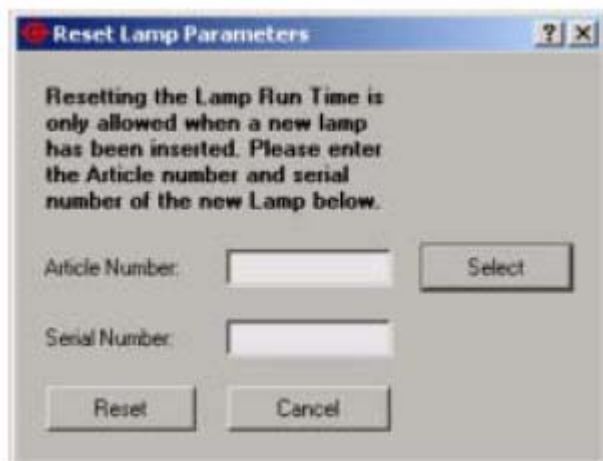 Reset Lamp Parameters ? ×
Resetting the Lamp Run Time is
only allowed when a new lamp
has been inserted. Please enter
the Article number and serial
number of the new Lamp below.
Article Number: Select
Serial Number:
Reset Cancel